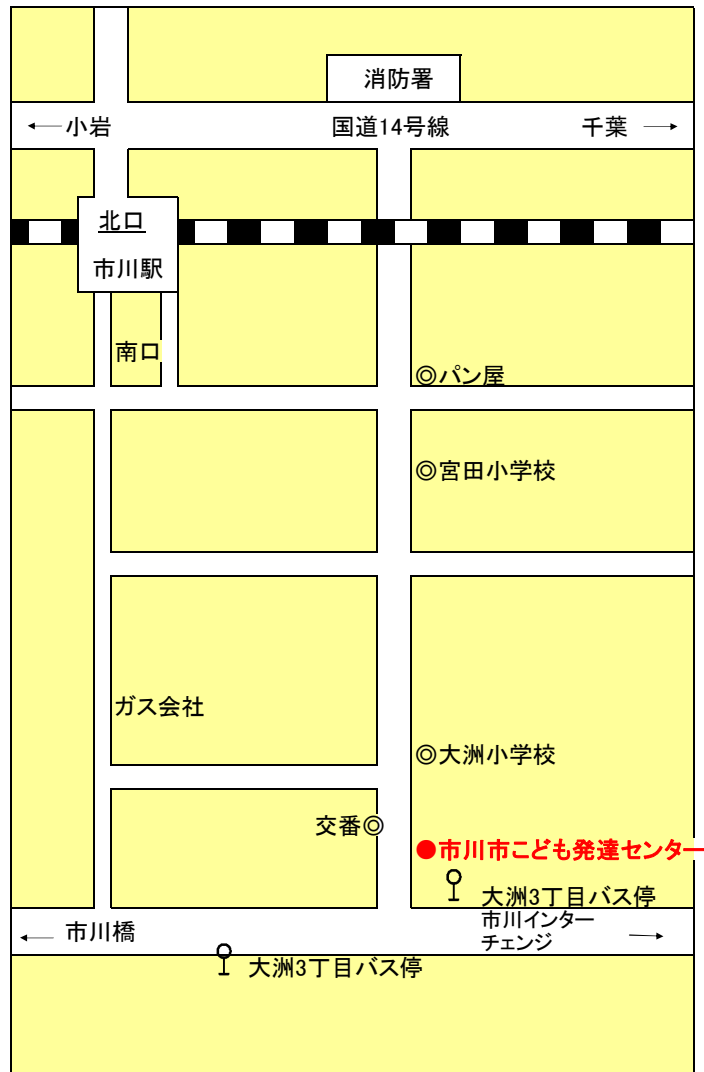 消防署
←小岩
国道14号線
千葉→
北口
市川駅
南口
◎パン屋
◎宮田小学校
ガス会社
◎大洲小学校
交番◎
●市川市こども発達センター
大洲3丁目バス停
←市川橋
市川インター
チェンジ
→
大洲3丁目バス停